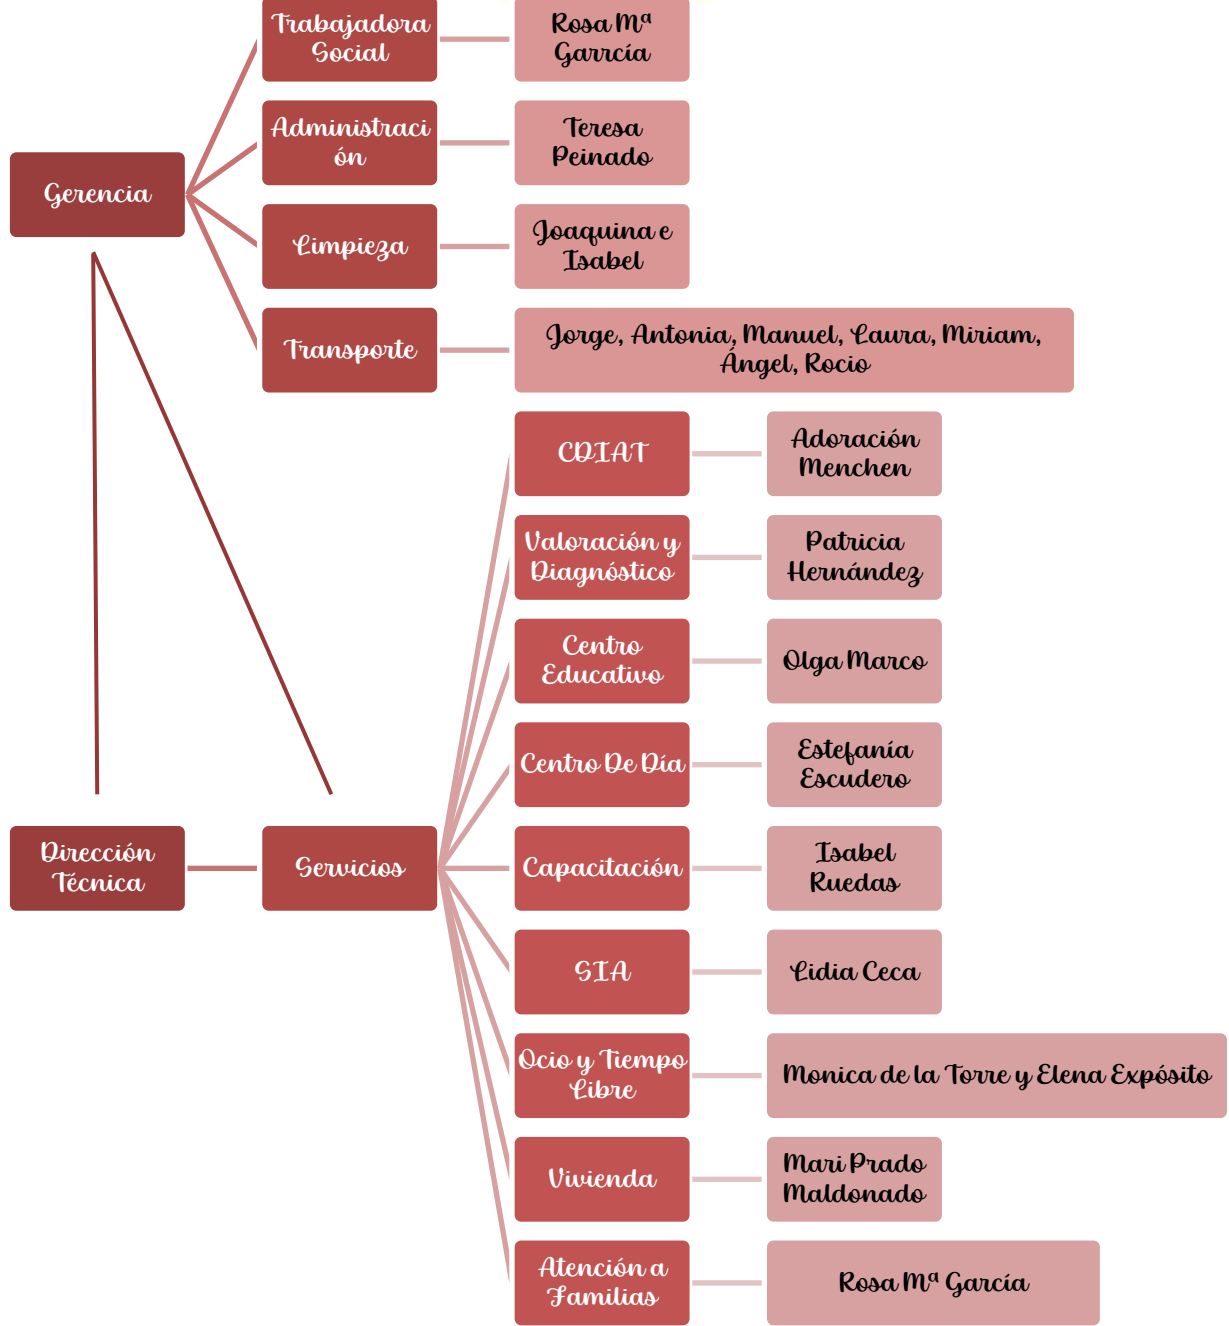 Trabajadora
Social
Rosa Mª
Garrcía
Administraci
ón
Teresa
Peinado
Gerencia
Limpieza
Joaquina e
Isabel
Transporte
Jorge, Antonia, Manuel, Laura, Miriam,
Ángel, Rocio
CDIAT
Adoración
Menchen
Valoración y
Diagnóstico
Patricia
Hernández
Centro
Educativo
Olga Marco
Centro De Día
Estefanía
Escudero
Dirección
Técnica
Servicios
Capacitación
Isabel
Ruedas
SIA
Lidia Ceca
Ocio y Tiempo
Libre
Monica de la Torre y Elena Expósito
Vivienda
Mari Prado
Maldonado
Atención a
Familias
Rosa Mª García